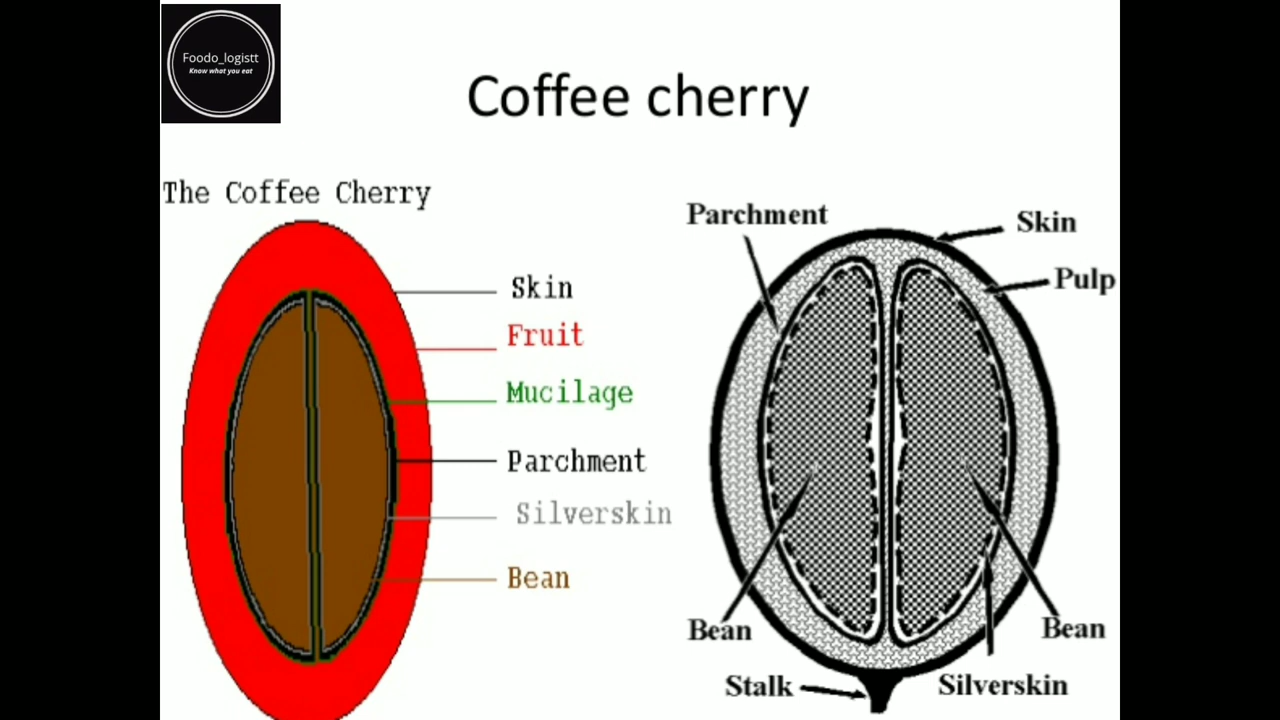 Foodo_logistt
Know what you eat
Coffee cherry
The Coffee Cherry
Skin
Fruit
Mucilage
Parchment
Silverskin
Bean
Parchment
Skin
Pulp
Bean
Bean
Stalk
Silverskin